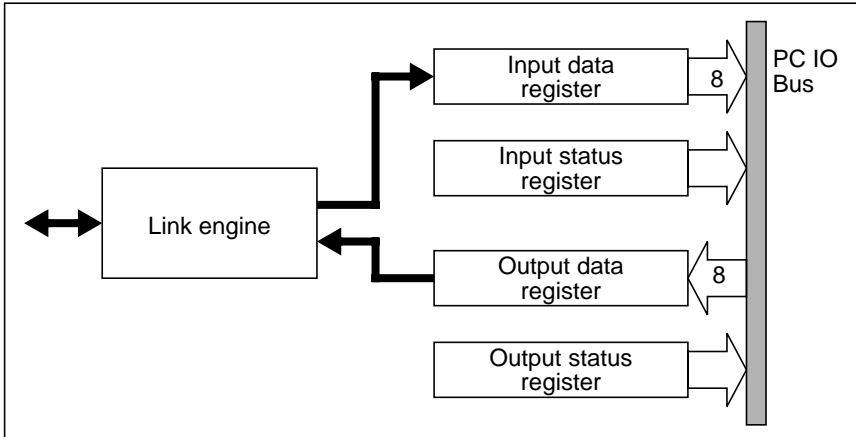 Input data
register
8
PC IO
Bus
Input status
register
Link engine
Output data
register
8
Output status
register